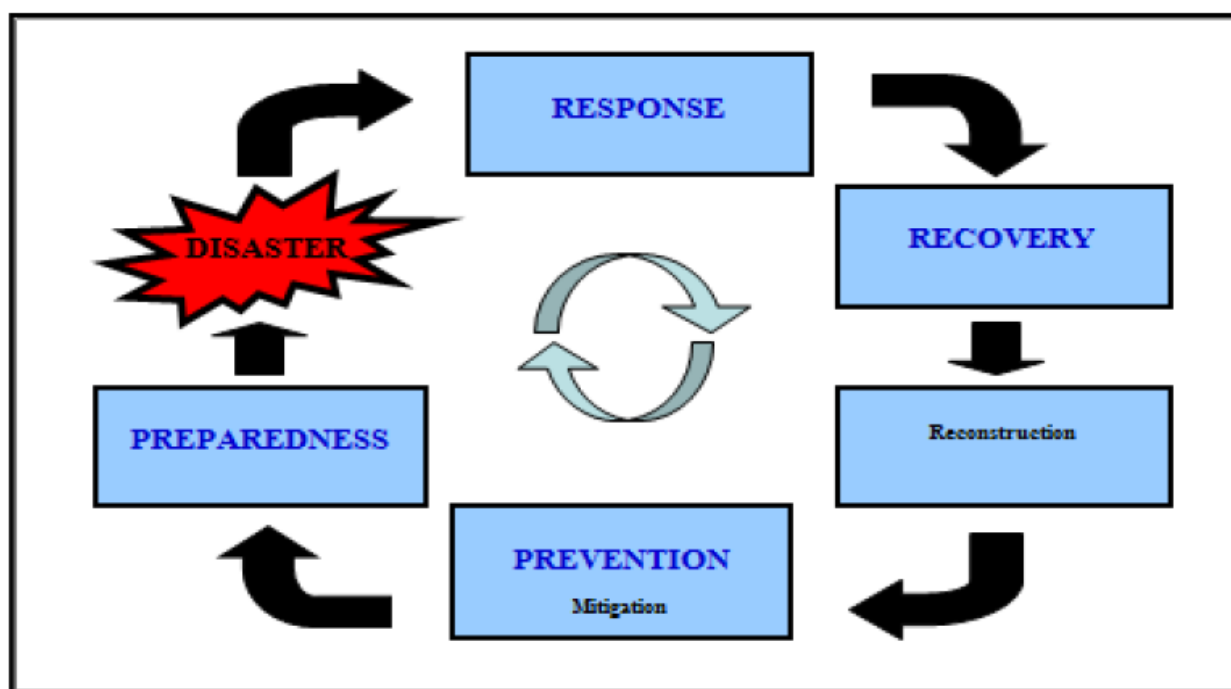 RESPONSE
DISASTER
RECOVERY
PREPAREDNESS
Reconstruction
PREVENTION
Mitigation